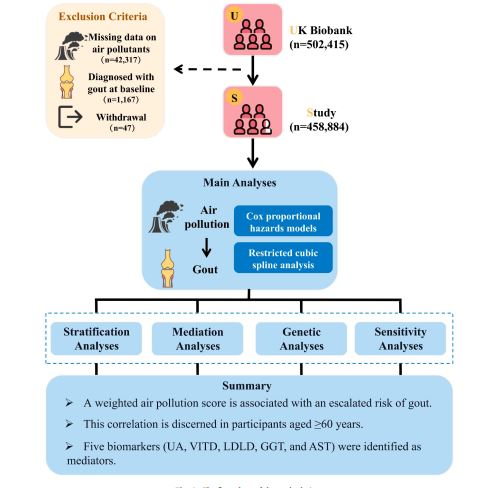 Exclusion Criteria
Missing data on
air pollutants
(n=42,317)
Diagnosed with
gout at baseline
(n=1,167)
Withdrawal
(n=47)
U
UK Biobank
(n=502,415)
S
Study
(n=458,884)
Main Analyses
Air
pollution
Gout
Cox proportional
hazards models
Restricted cubic
spline analysis
Stratification
Analyses
Mediation
Analyses
Genetic
Analyses
Sensitivity
Analyses
Summary
➢ A weighted air pollution score is associated with an escalated risk of gout.
➢ This correlation is discerned in participants aged ≥60 years.
➢ Five biomarkers (UA, VITD, LDLD, GGT, and AST) were identified as
mediators.